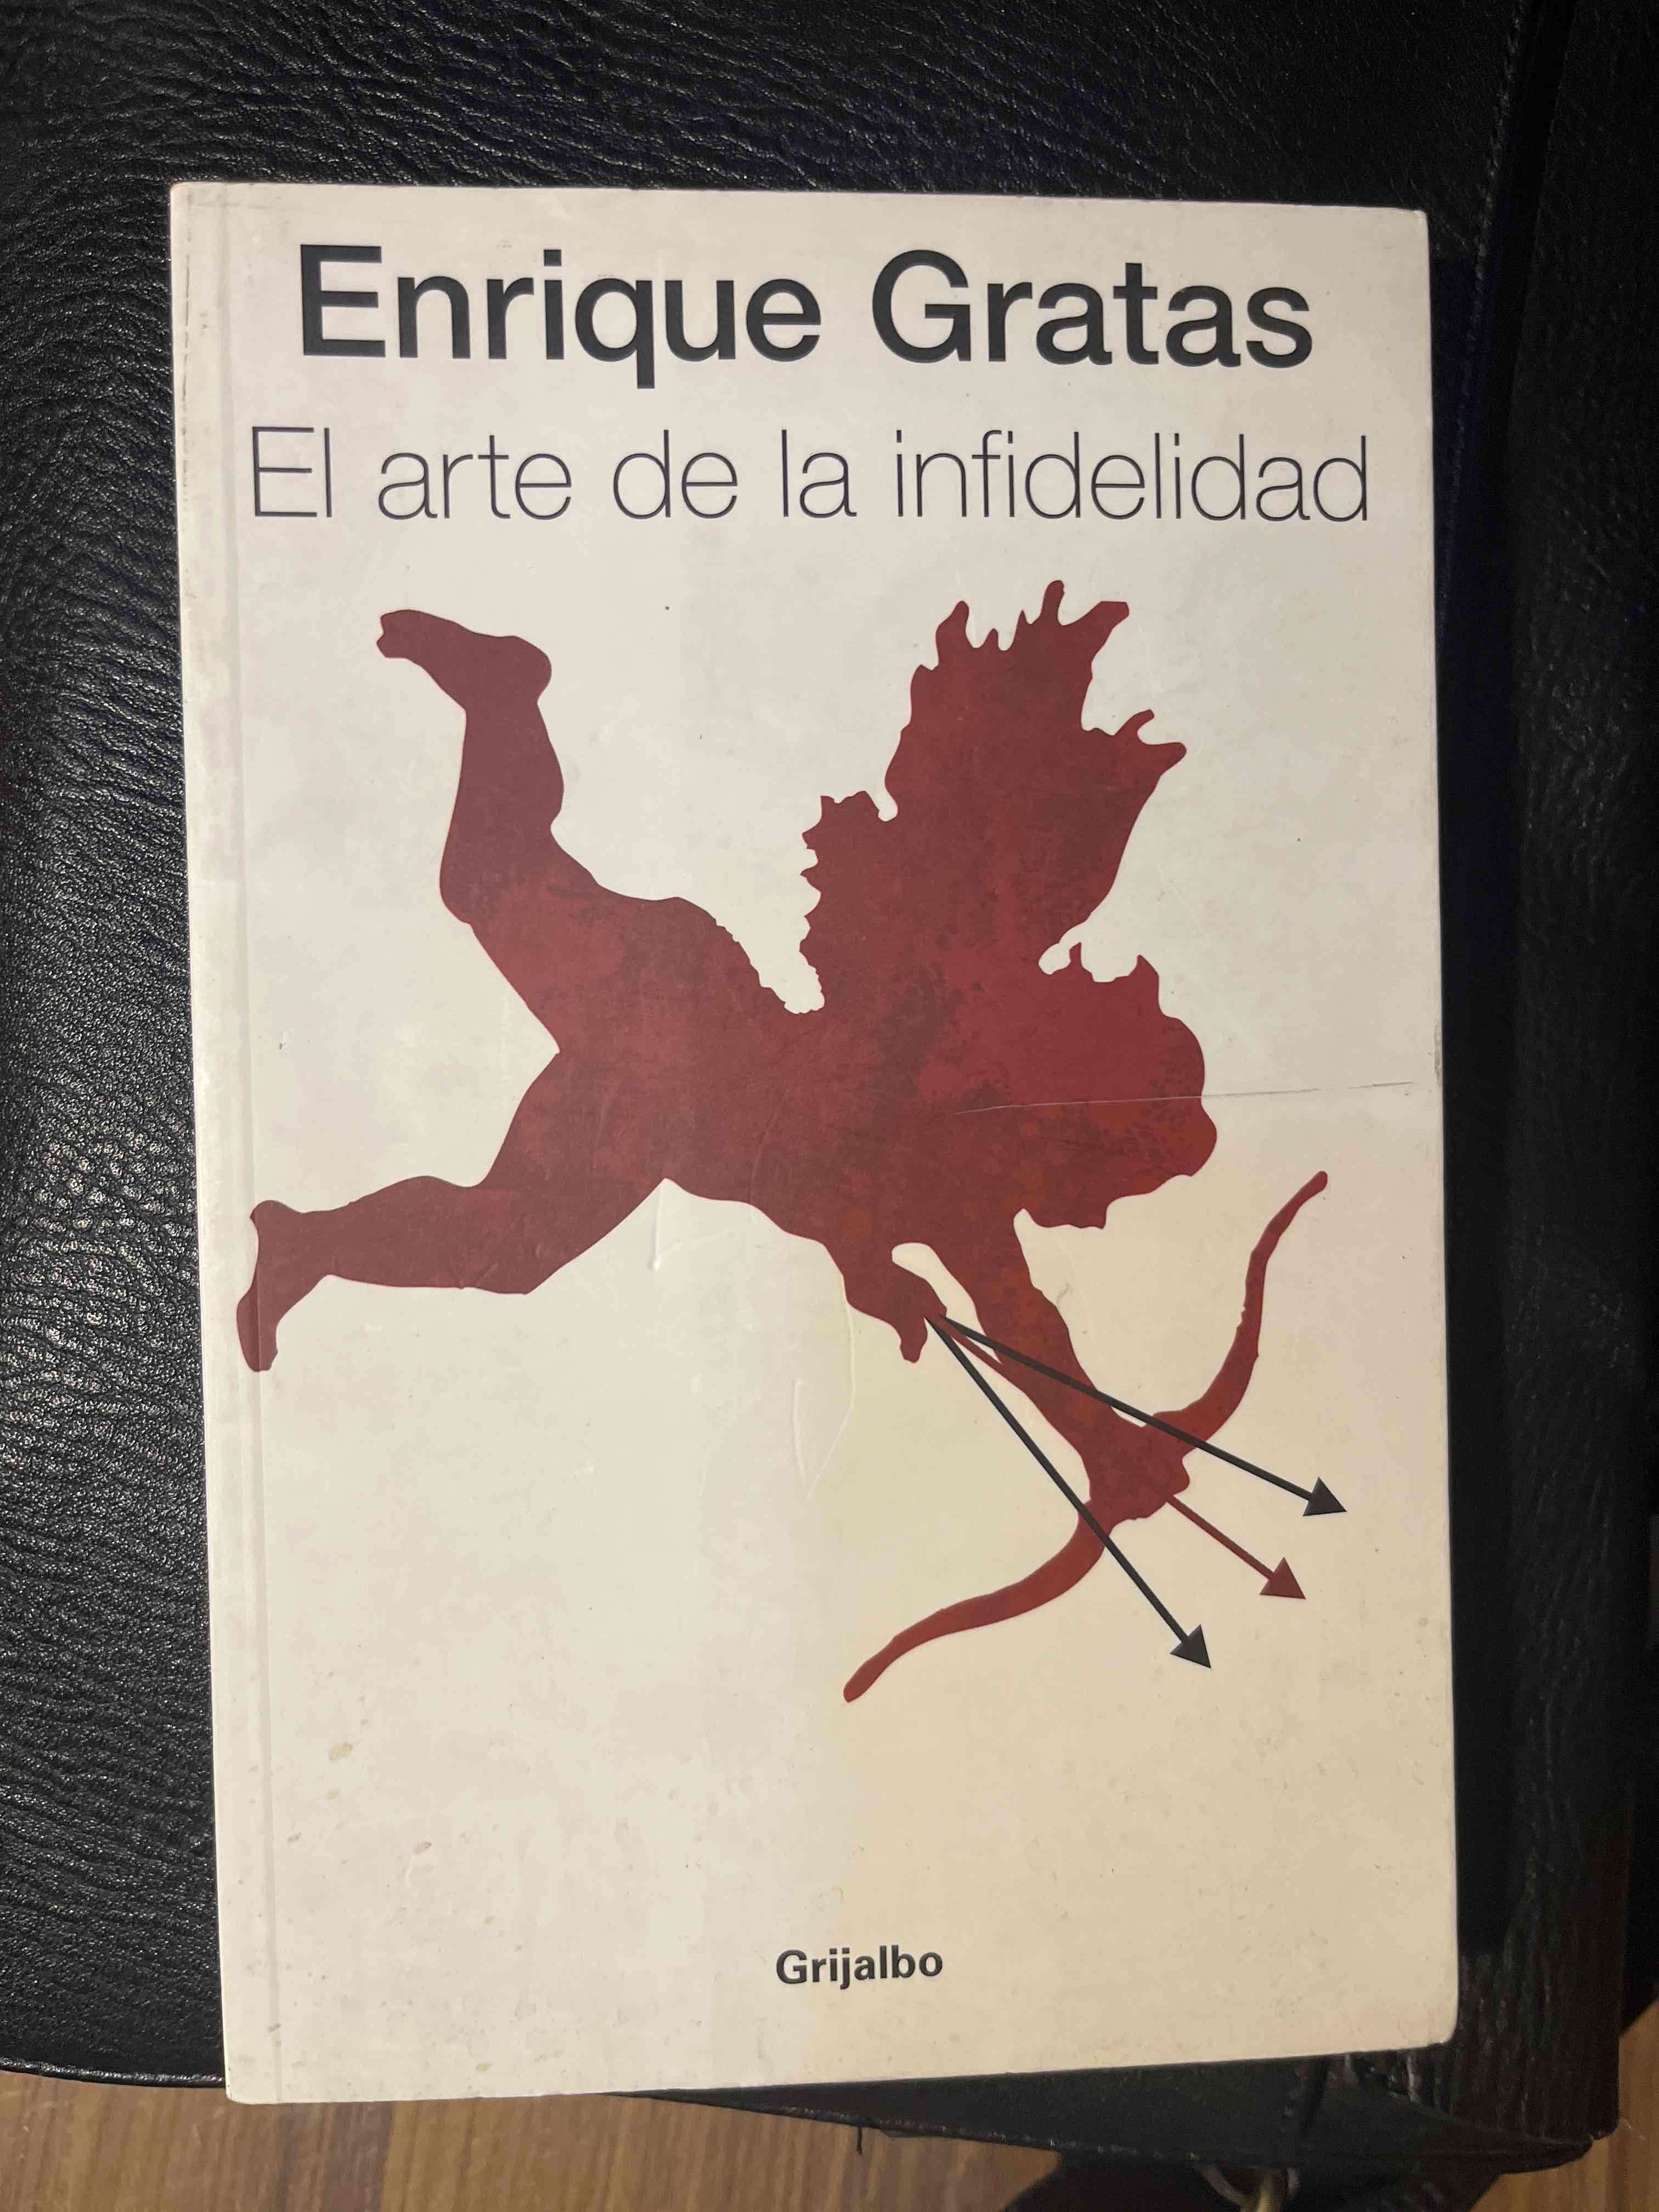 Enrique Gratas
El arte de la infidelidad
Grijalbo